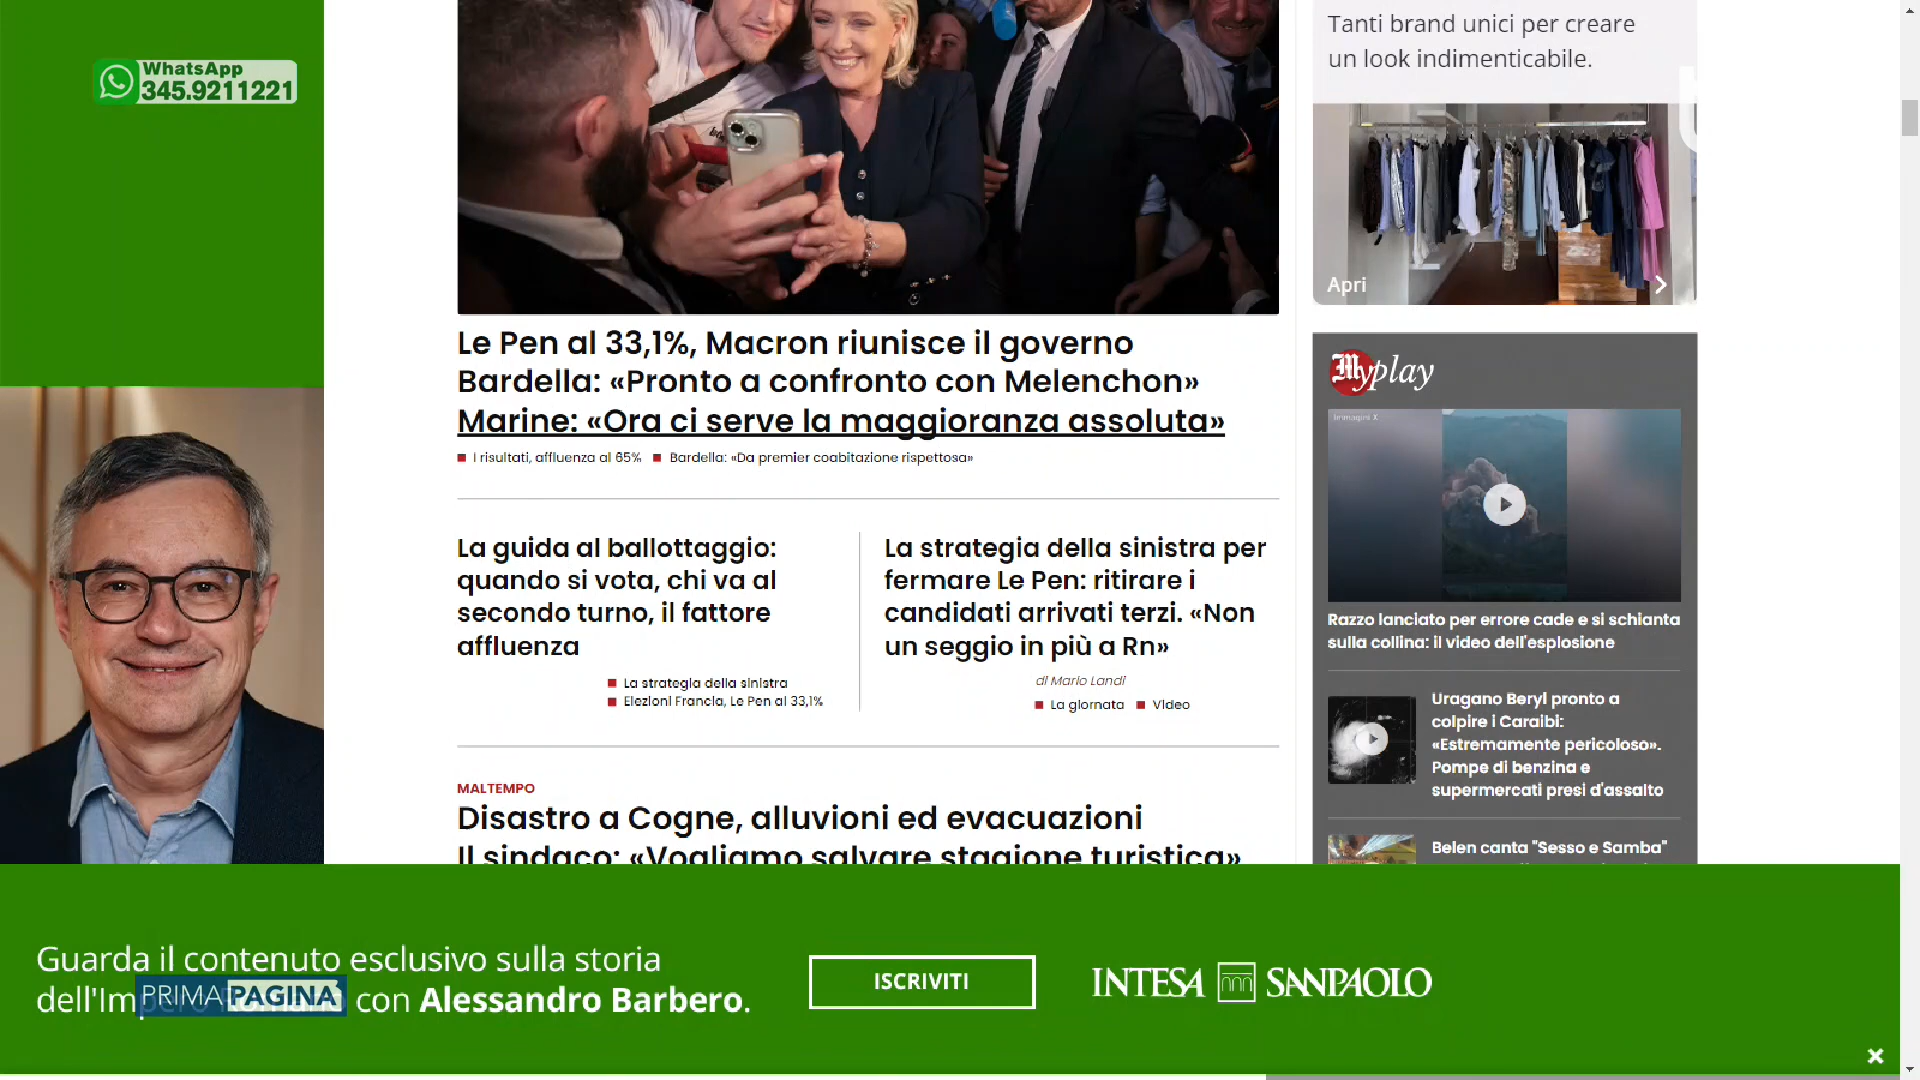 WhatsApp
345.9211221
Tanti brand unici per creare
un look indimenticabile.
Apri
Le Pen al 33,1%, Macron riunisce il governo
Bardella: «Pronto a confronto con Melenchon»
Marine: «Ora ci serve la maggioranza assoluta»
I risultati, affluenza al 65%
Bardella: «Da premier coabitazione rispettosa»
La guida al ballottaggio:
quando si vota, chi va al
secondo turno, il fattore
affluenza
La strategia della sinistra
Elezioni Francia, Le Pen al 33,1%
La strategia della sinistra per
fermare Le Pen: ritirare i
candidati arrivati terzi. «Non
un seggio in più a Rn»
di Mario Landi
La giornata
Video
MALTEMPO
Disastro a Cogne, alluvioni ed evacuazioni
Il sindaco: «Vogliamo salvare stagione turistica»
Myplay
Immagini X
Razzo lanciato per errore cade e si schianta
sulla collina: il video dell'esplosione
Uragano Beryl pronto a
colpire i Caraibi:
«Estremamente pericoloso».
Pompe di benzina e
supermercati presi d'assalto
Belen canta "Sesso e Samba"
Guarda il contenuto esclusivo sulla storia
dell'Impero Romano con Alessandro Barbero.
PRIMA PAGINA
ISCRIVITI
INTESA SANPAOLO